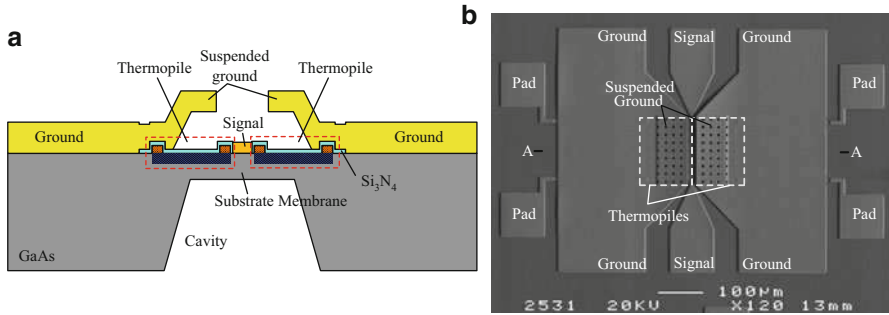 a
Suspended
ground
Thermopile
Thermopile
Signal
Ground
Ground
Si3N4
Substrate Membrane
Cavity
GaAs
b
Ground
Signal
Ground
Pad
Suspended
Ground
Pad
A
A
Pad
Thermopiles
Pad
Ground
Signal
Ground
100µm
2531 20KV X120 13mm